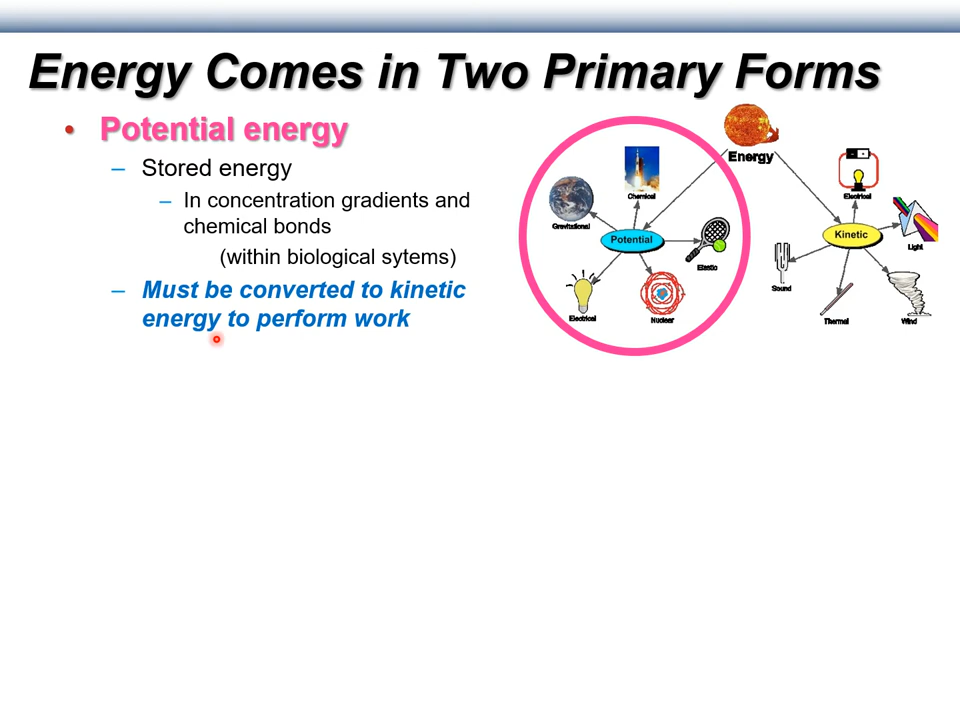 Energy Comes in Two Primary Forms
• Potential energy
– Stored energy
– In concentration gradients and
chemical bonds
(within biological sytems)
– Must be converted to kinetic
energy to perform work
Energy
Chemical
Gravitational
Potential
Elastic
Electrical
Nuclear
Electrical
Kinetic
Light
Sound
Thermal
Wind